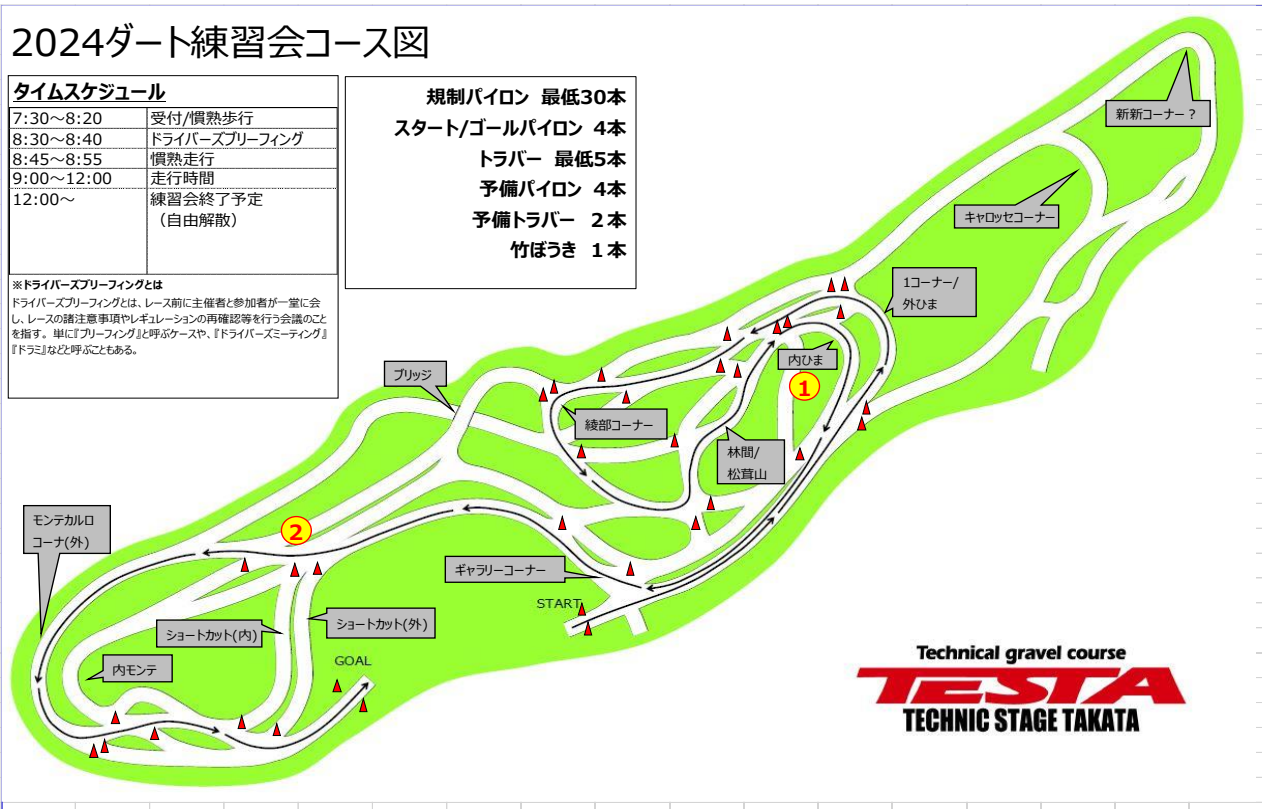 2024ダート練習会コース図
タイムスケジュール
7:30～8:20 受付/慣熟歩行
8:30～8:40 ドライバーズブリーフィング
8:45～8:55 慣熟走行
9:00～12:00 走行時間
12:00～ 練習会終了予定
（自由解散）
※ドライバーズブリーフィングとは
ドライバーズブリーフィングとは、レース前に主催者と参加者が一堂に会
し、レースの諸注意事項やレギュレーションの再確認等を行う会議のこと
を指す。単に『ブリーフィング』と呼ぶケースや、『ドライバーズミーティング』
『ドラミ』などと呼ぶこともある。
規制パイロン 最低30本
スタート/ゴールパイロン 4本
トラバー 最低5本
予備パイロン 4本
予備トラバー 2本
竹ぼうき 1本
新新コーナー？
キャロッセコーナー
1コーナー/
外ひま
内ひま
1
ブリッジ
綾部コーナー
林間/
松茸山
モンテカルロ
コーナ(外)
2
ギャラリーコーナー
START
ショートカット(内)
ショートカット(外)
内モンテ
GOAL
Technical gravel course
TESTA
TECHNIC STAGE TAKATA